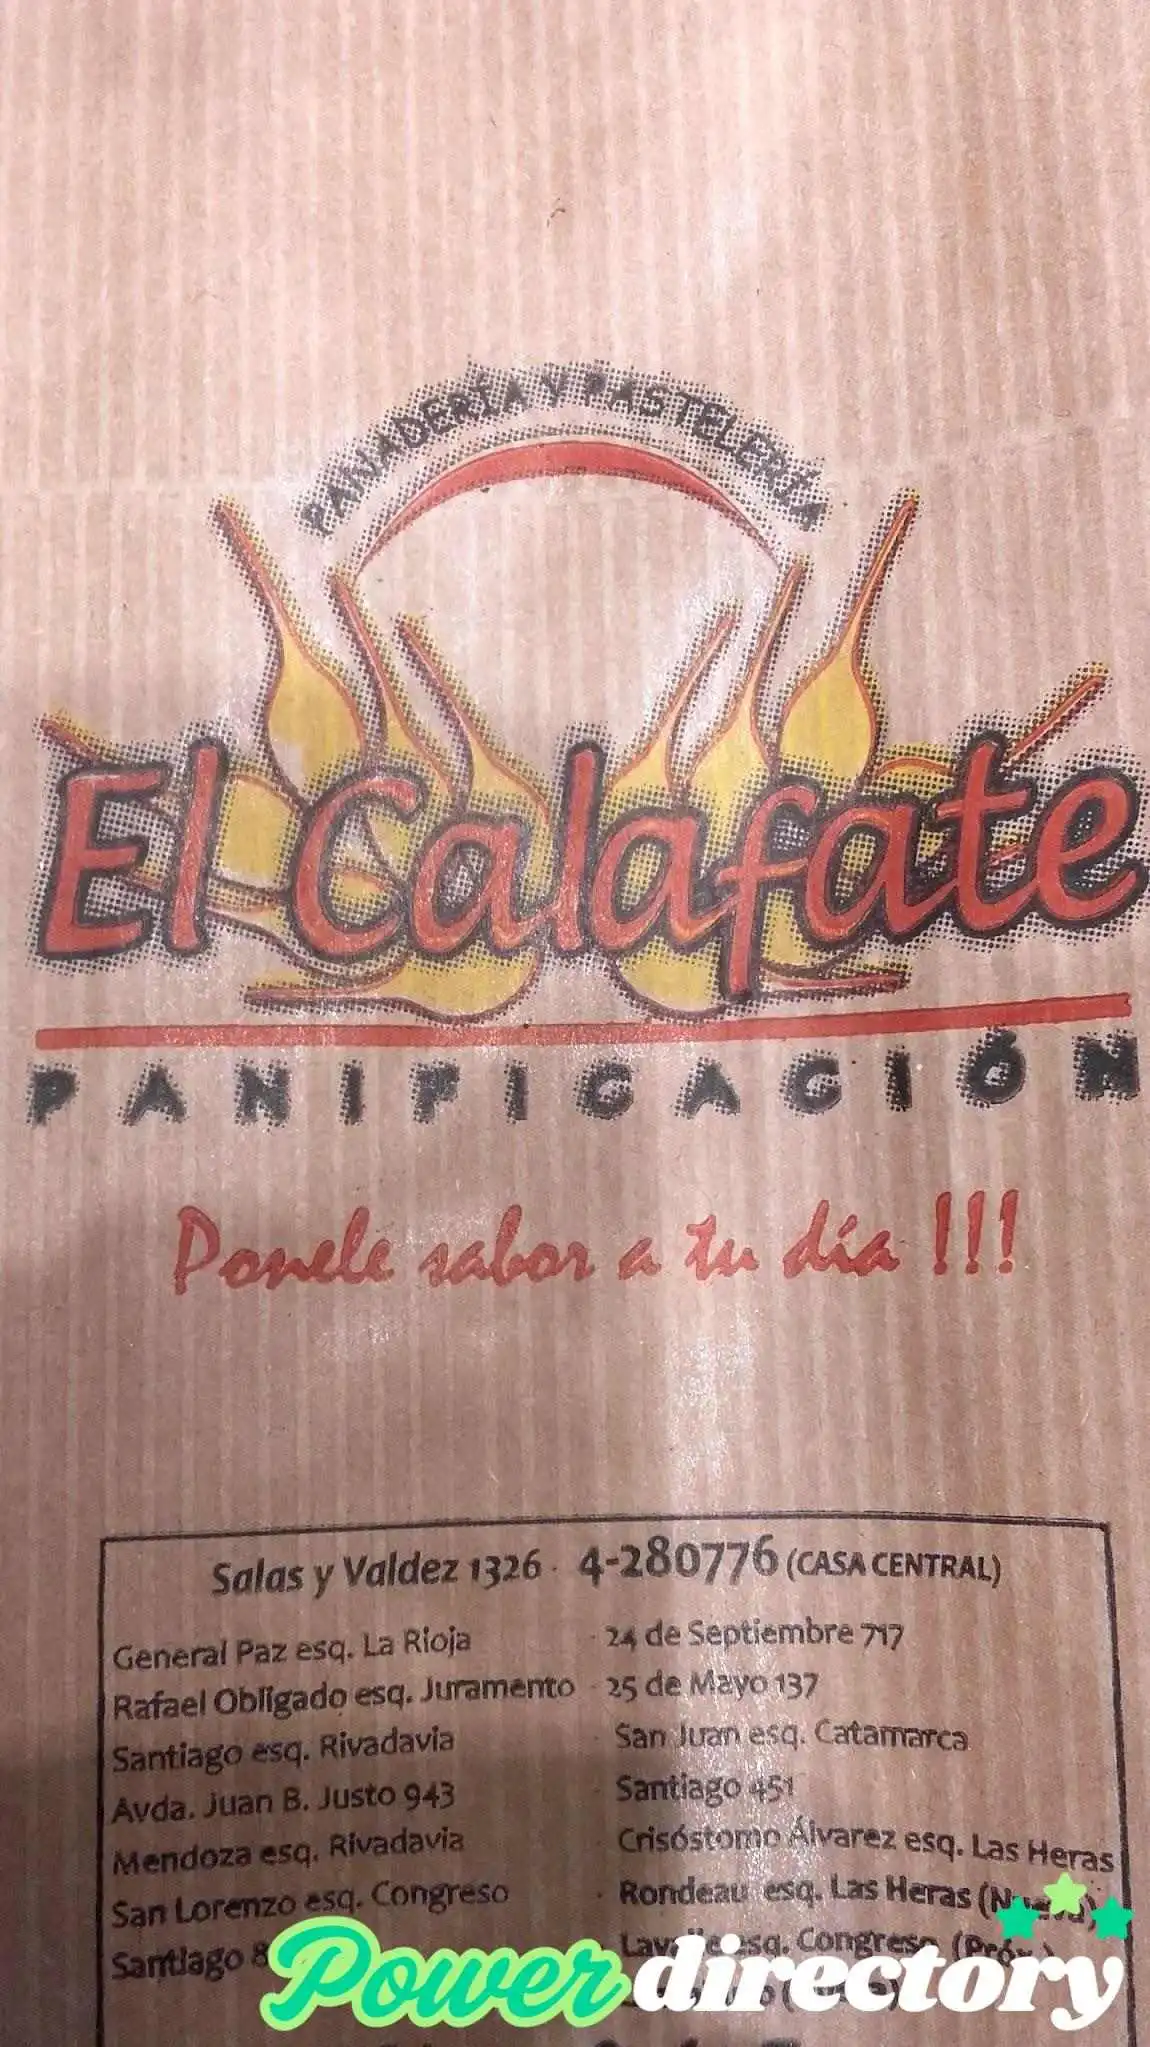 PANADERÍA Y PASTELERÍA
El Calafate
PANIFICACIÓN
Ponele sabor a tu día !!!
Salas y Valdez 1326 · 4-280776 (CASA CENTRAL)
General Paz esq. La Rioja · 24 de Septiembre 717
Rafael Obligado esq. Juramento · 25 de Mayo 137
Santiago esq. Rivadavia · San Juan esq. Catamarca
Avda. Juan B. Justo 943 · Santiago 451
Mendoza esq. Rivadavia · Crisóstomo Álvarez esq. Las Heras
San Lorenzo esq. Congreso · Rondeau esq. Las Heras (Nueva)
Santiago esq. Congreso
Power directory